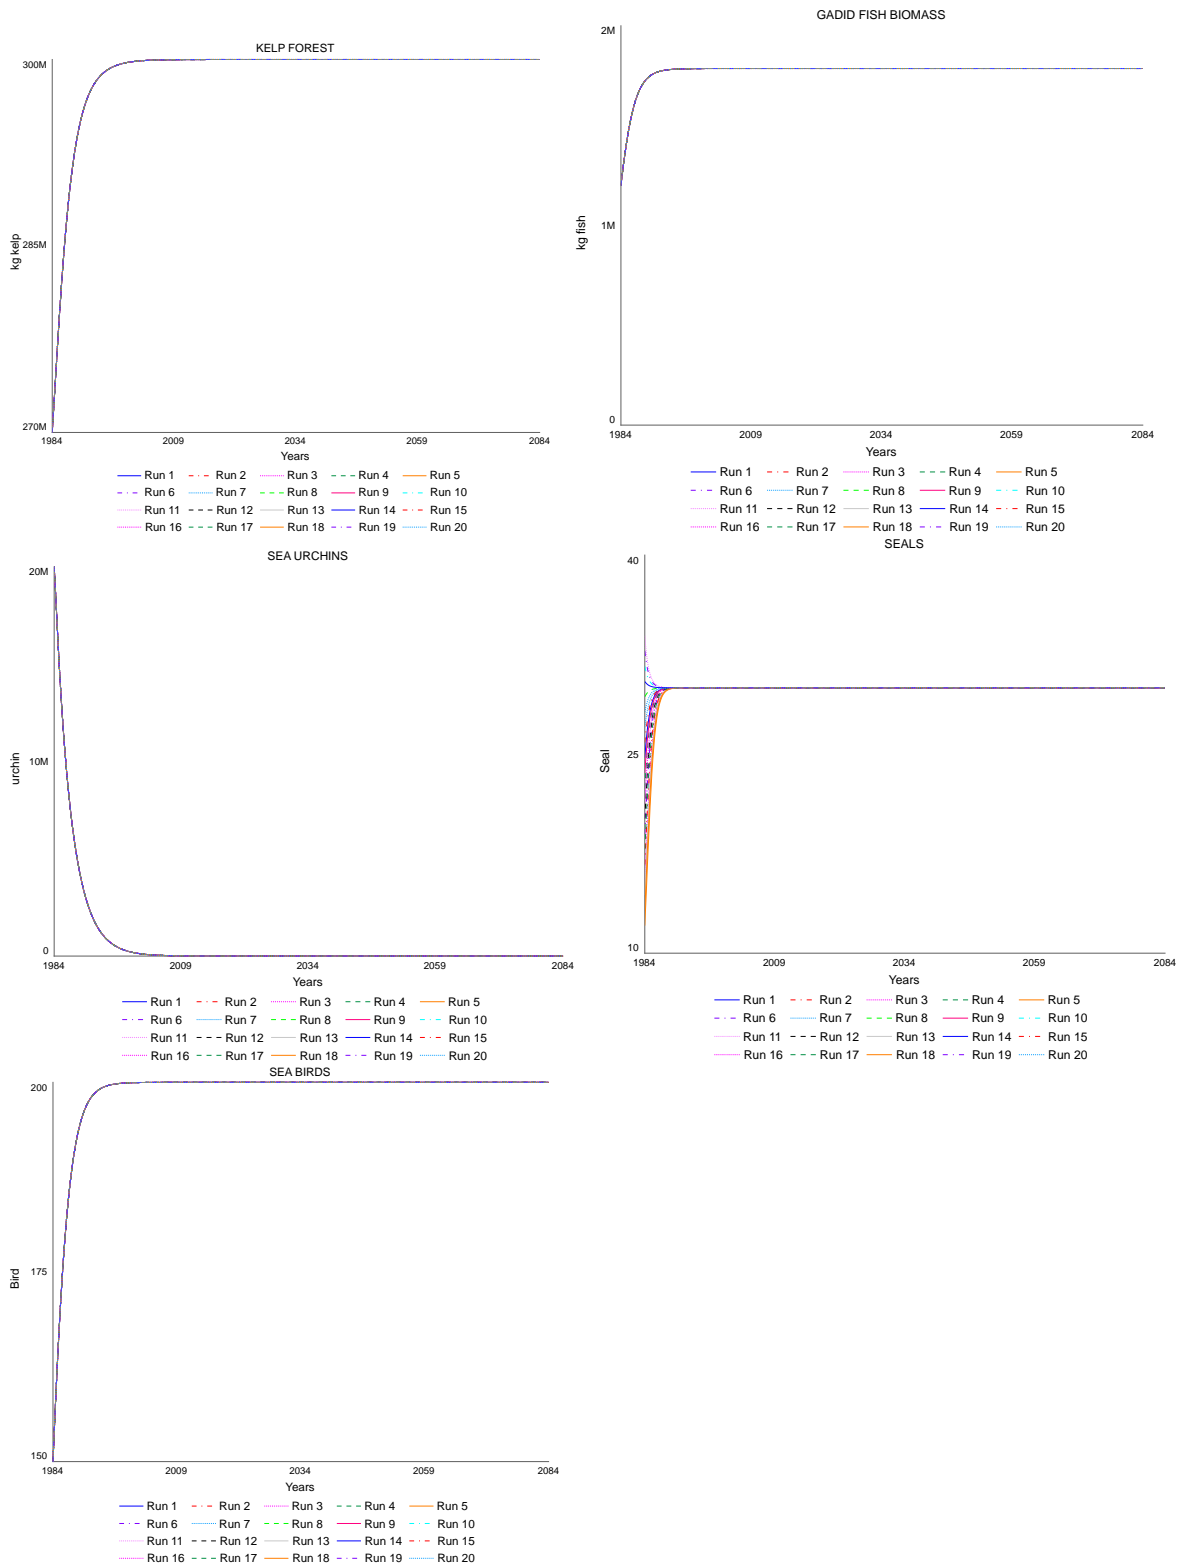 KELP FOREST
300M
285M
270M
kg kelp
1984 2009 2034 2059 2084
Years
Run 1 Run 2 Run 3 Run 4 Run 5
Run 6 Run 7 Run 8 Run 9 Run 10
Run 11 Run 12 Run 13 Run 14 Run 15
Run 16 Run 17 Run 18 Run 19 Run 20
GADID FISH BIOMASS
2M
1M
0
kg fish
1984 2009 2034 2059 2084
Years
Run 1 Run 2 Run 3 Run 4 Run 5
Run 6 Run 7 Run 8 Run 9 Run 10
Run 11 Run 12 Run 13 Run 14 Run 15
Run 16 Run 17 Run 18 Run 19 Run 20
SEA URCHINS
20M
10M
0
urchin
1984 2009 2034 2059 2084
Years
Run 1 Run 2 Run 3 Run 4 Run 5
Run 6 Run 7 Run 8 Run 9 Run 10
Run 11 Run 12 Run 13 Run 14 Run 15
Run 16 Run 17 Run 18 Run 19 Run 20
SEALS
40
25
10
Seal
1984 2009 2034 2059 2084
Years
Run 1 Run 2 Run 3 Run 4 Run 5
Run 6 Run 7 Run 8 Run 9 Run 10
Run 11 Run 12 Run 13 Run 14 Run 15
Run 16 Run 17 Run 18 Run 19 Run 20
SEA BIRDS
200
175
150
Bird
1984 2009 2034 2059 2084
Years
Run 1 Run 2 Run 3 Run 4 Run 5
Run 6 Run 7 Run 8 Run 9 Run 10
Run 11 Run 12 Run 13 Run 14 Run 15
Run 16 Run 17 Run 18 Run 19 Run 20